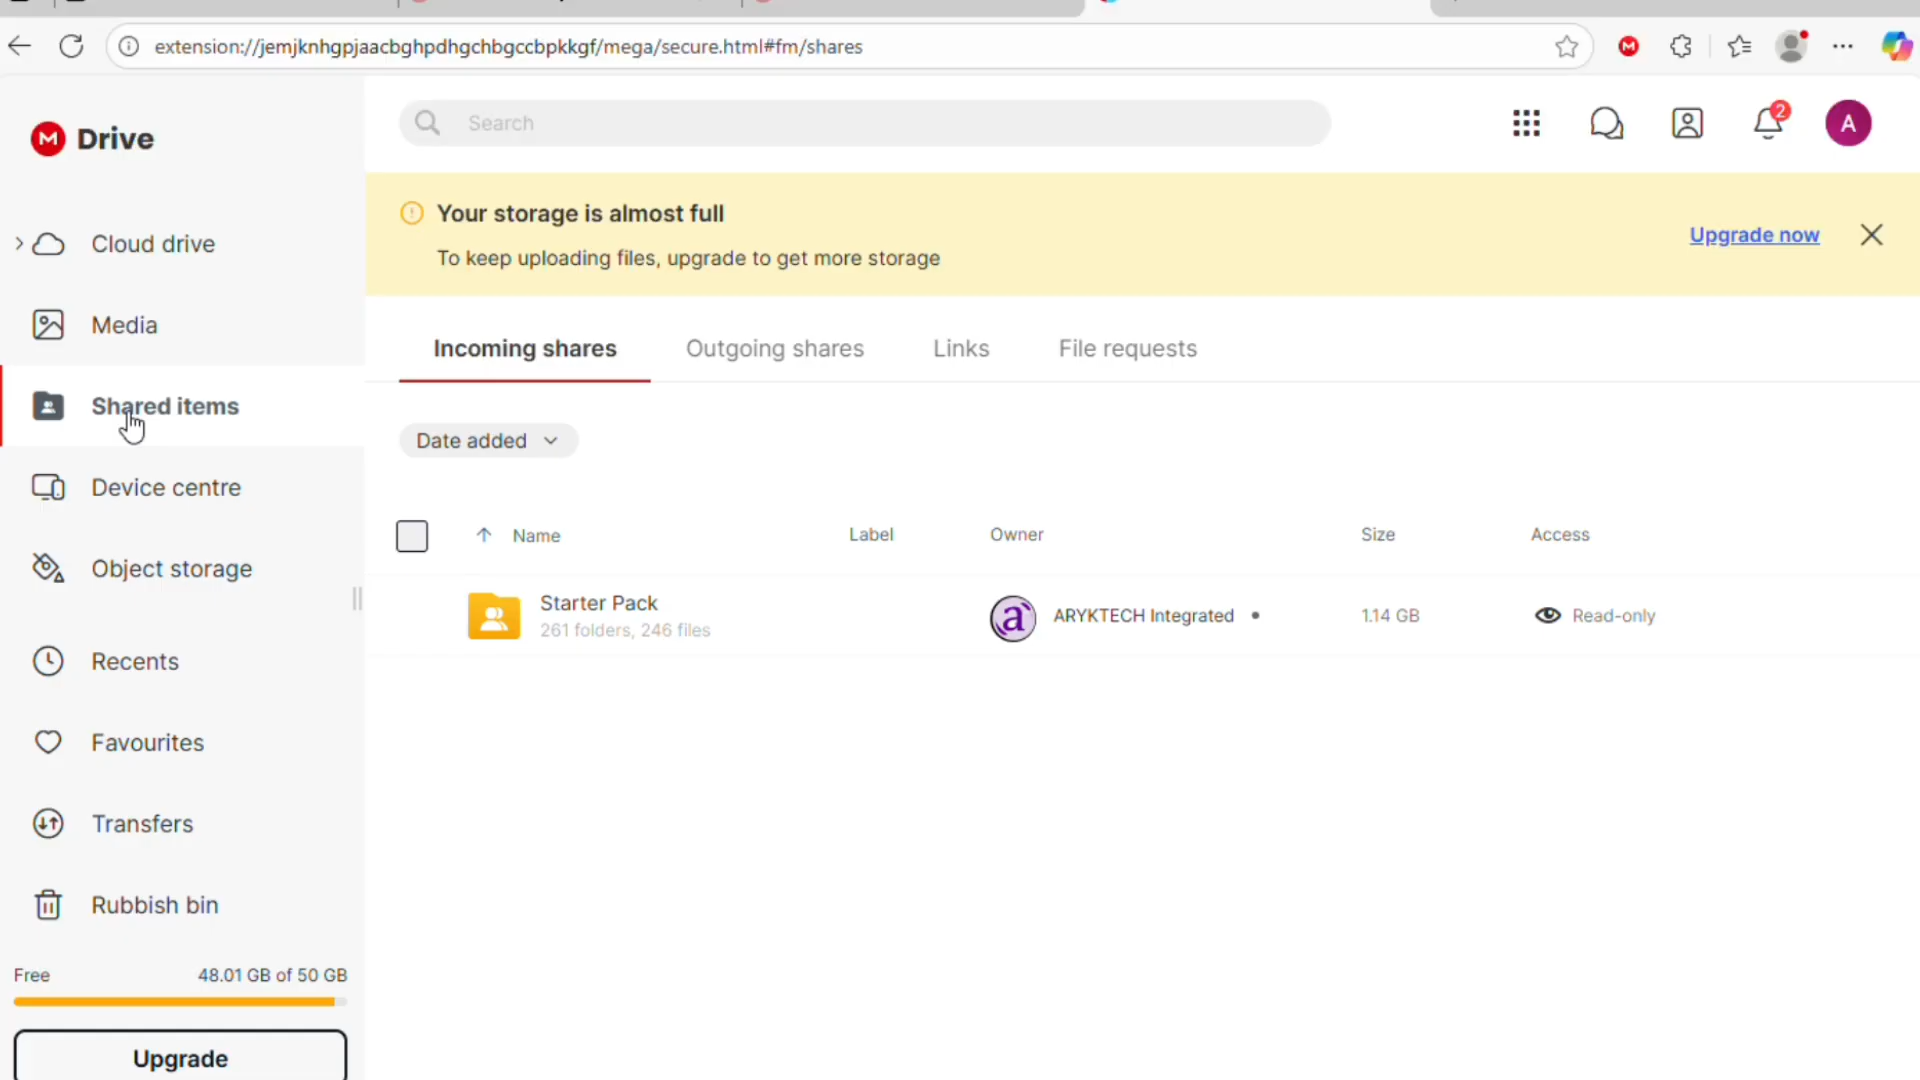 extension://jemjknhgpjaacbghpdhgchbgccbpkkgf/mega/secure.html#fm/shares
M
M Drive
Search
2
A
Your storage is almost full
To keep uploading files, upgrade to get more storage
Upgrade now
Cloud drive
Media
Shared items
Device centre
Object storage
Recents
Favourites
Transfers
Rubbish bin
Free 48.01 GB of 50 GB
Upgrade
Incoming shares Outgoing shares Links File requests
Date added
Name Label Owner Size Access
Starter Pack
261 folders, 246 files
a
ARYKTECH Integrated
1.14 GB
Read-only